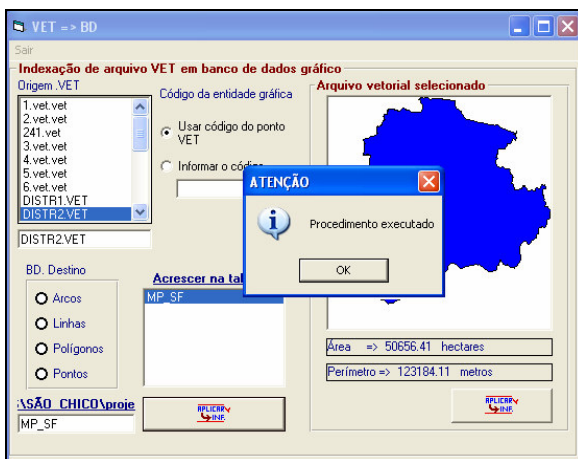 VET => BD
Sair
Indexação de arquivo VET em banco de dados gráfico
Origem .VET
1.vet.vet
2.vet.vet
241.vet
3.vet.vet
4.vet.vet
5.vet.vet
6.vet.vet
DISTR1.VET
DISTR2.VET
DISTR2.VET
Código da entidade gráfica
Usar código do ponto
VET
Informar o código
Arquivo vetorial selecionado
ATENÇÃO
Procedimento executado
OK
BD. Destino
Arcos
Linhas
Polígonos
Pontos
Acrescer na tab
MP_SF
Área => 50656.41 hectares
Perímetro => 123184.11 metros
:\SÃO_CHICO\proje
MP_SF
APLICAR
INF.
APLICAR
INF.